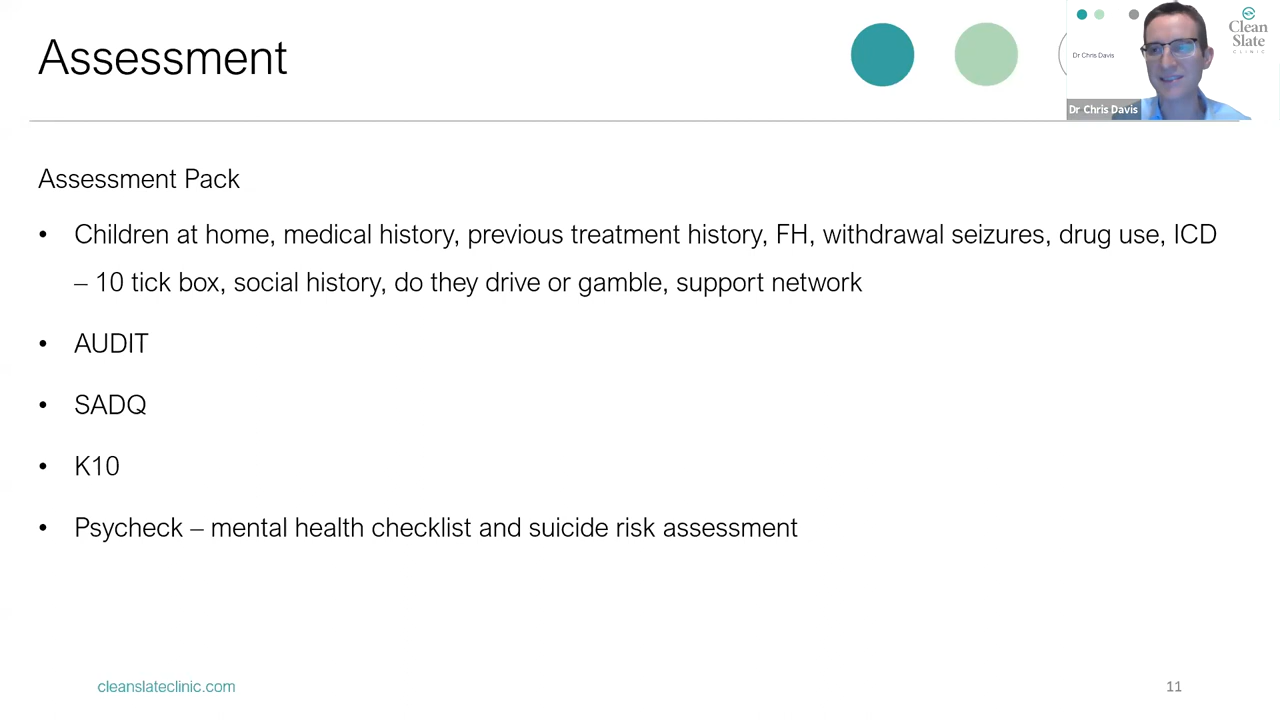 Assessment
Clean
Slate
CLINIC
Dr Chris Davis
Dr Chris Davis
Assessment Pack
• Children at home, medical history, previous treatment history, FH, withdrawal seizures, drug use, ICD
– 10 tick box, social history, do they drive or gamble, support network
• AUDIT
• SADQ
• K10
• Psycheck – mental health checklist and suicide risk assessment
cleanslateclinic.com
11